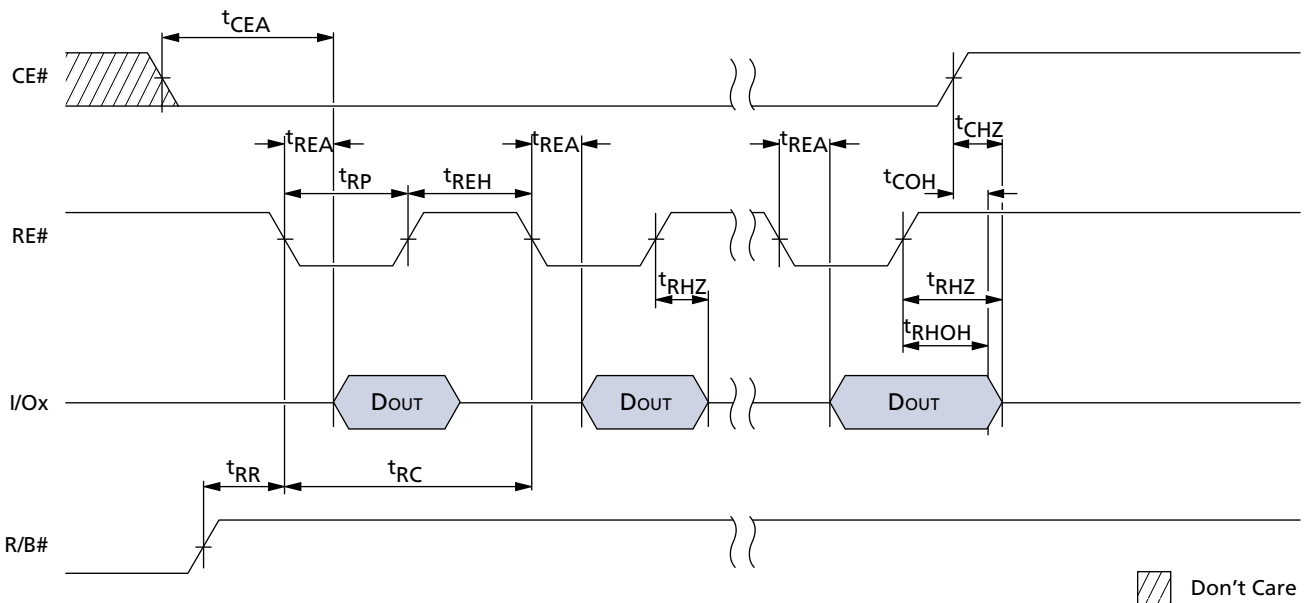 tCEA
CE#
tREA
tREA
tREA
tCHZ
tRP
tREH
tCOH
RE#
tRHZ
tRHZ
tRHOH
I/Ox
DOUT
DOUT
DOUT
tRR
tRC
R/B#
Don't Care